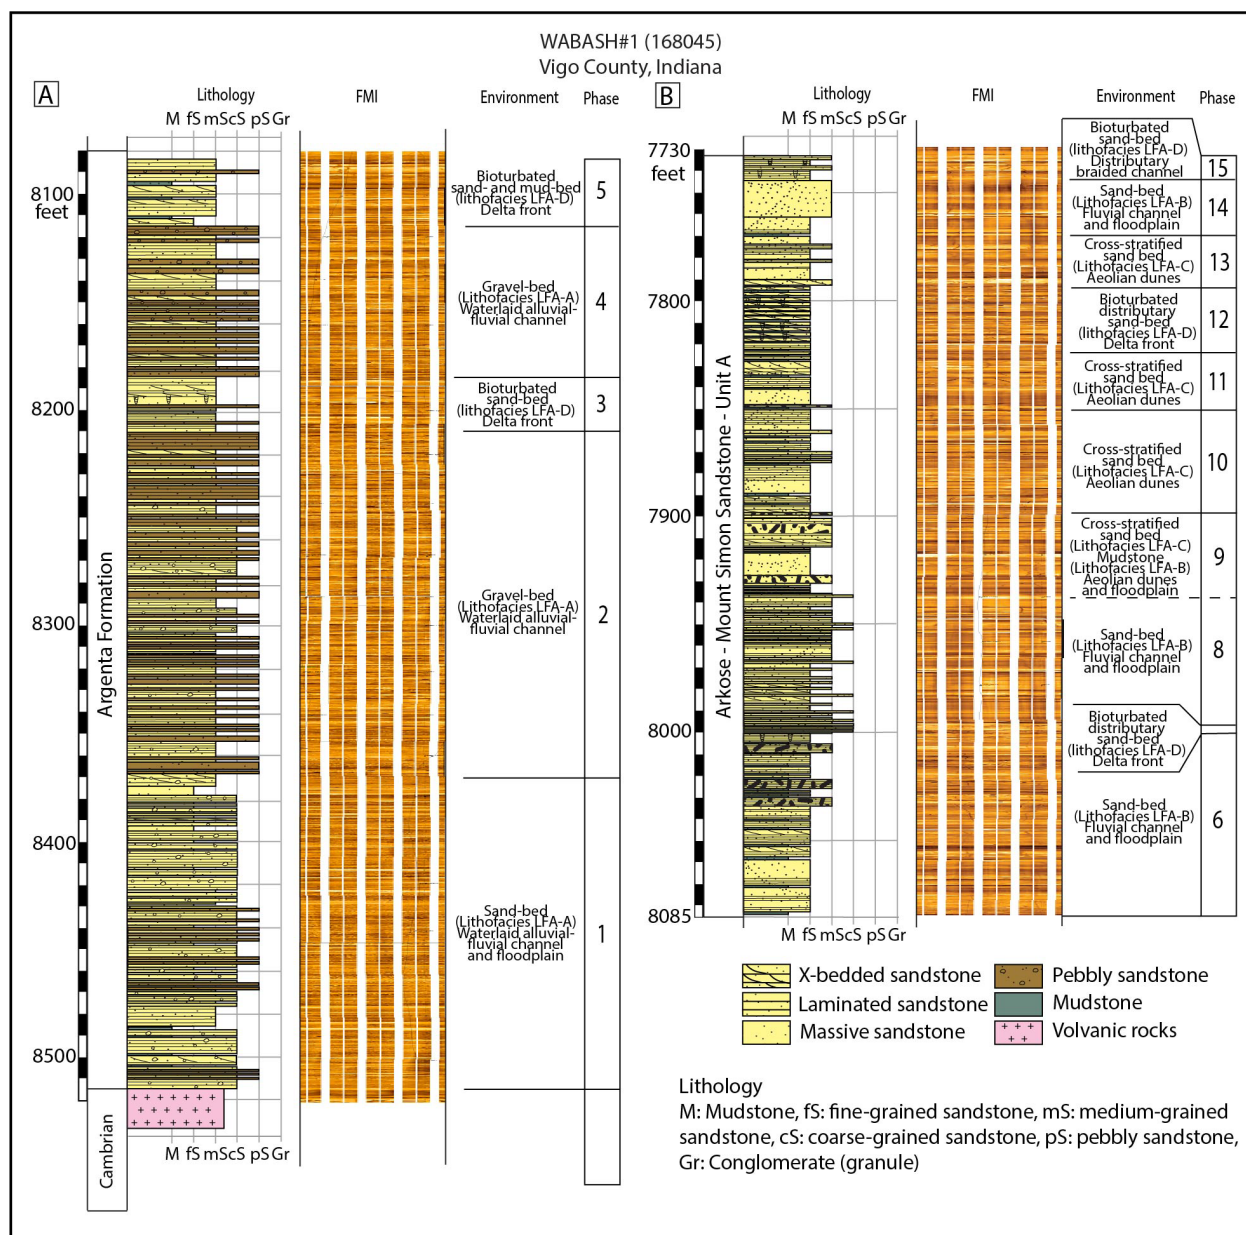 WABASH#1 (168045)
Vigo County, Indiana
A
Lithology
FMI
Environment
Phase
M fS mScS pS Gr
8100
feet
8200
8300
8400
8500
Argenta Formation
Cambrian
Bioturbated
sand- and mud-bed
(lithofacies LFA-D)
Delta front
5
Gravel-bed
(Lithofacies LFA-A)
Waterlaid alluvial-
fluvial channel
4
Bioturbated
sand-bed
(lithofacies LFA-D)
Delta front
3
Gravel-bed
(Lithofacies LFA-A)
Waterlaid alluvial-
fluvial channel
2
Sand-bed
(Lithofacies LFA-A)
Waterlaid alluvial-
fluvial channel
and floodplain
1
M fS mScS pS Gr
B
Lithology
FMI
Environment
Phase
M fS mScS pS Gr
7730
feet
7800
7900
8000
8085
Arkose - Mount Simon Sandstone - Unit A
Bioturbated
sand-bed
(lithofacies LFA-D)
Distributary
braided channel
15
Sand-bed
(Lithofacies LFA-B)
Fluvial channel
and floodplain
14
Cross-stratified
sand bed
(Lithofacies LFA-C)
Aeolian dunes
13
Bioturbated
distributary
sand-bed
(lithofacies LFA-D)
Delta front
12
Cross-stratified
sand bed
(Lithofacies LFA-C)
Aeolian dunes
11
Cross-stratified
sand bed
(Lithofacies LFA-C)
Aeolian dunes
10
Cross-stratified
sand bed
(Lithofacies LFA-C)
Mudstone
(Lithofacies LFA-B)
Aeolian dunes
and floodplain
9
Sand-bed
(Lithofacies LFA-B)
Fluvial channel
and floodplain
8
Bioturbated
distributary
sand-bed
(lithofacies LFA-D)
Delta front
Sand-bed
(Lithofacies LFA-B)
Fluvial channel
and floodplain
6
M fS mScS pS Gr
X-bedded sandstone
Laminated sandstone
Massive sandstone
Pebbly sandstone
Mudstone
Volcanic rocks
Lithology
M: Mudstone, fS: fine-grained sandstone, mS: medium-grained
sandstone, cS: coarse-grained sandstone, pS: pebbly sandstone,
Gr: Conglomerate (granule)